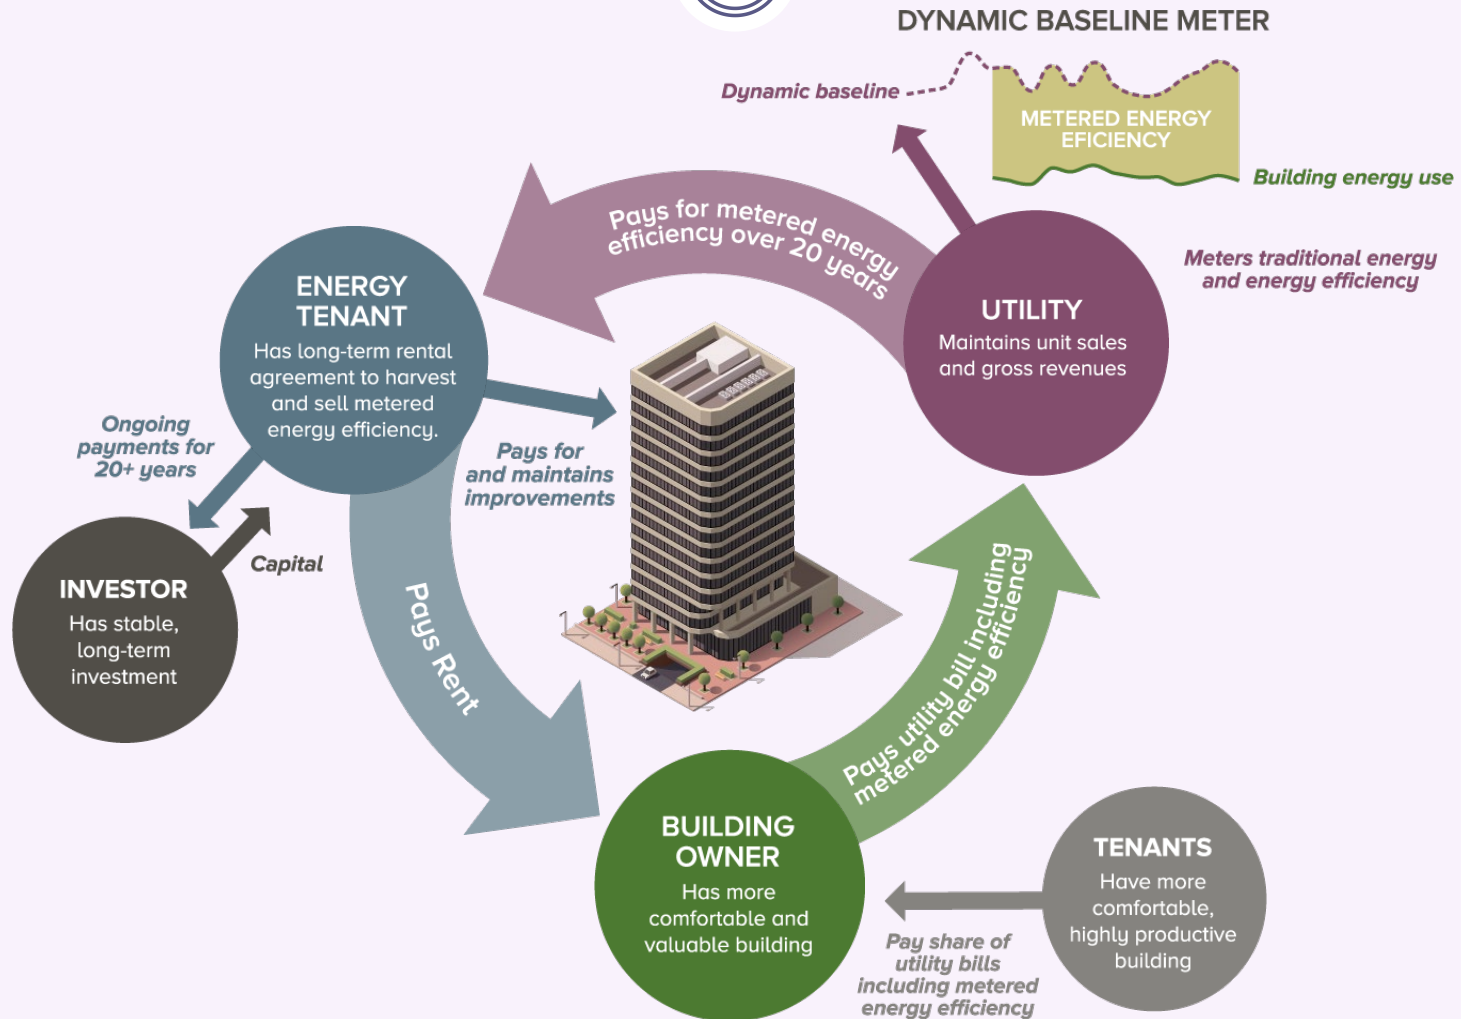 DYNAMIC BASELINE METER
Dynamic baseline
METERED ENERGY
EFICIENCY
Building energy use
Meters traditional energy
and energy efficiency
Pays for metered energy
efficiency over 20 years
UTILITY
Maintains unit sales
and gross revenues
ENERGY
TENANT
Has long-term rental
agreement to harvest
and sell metered
energy efficiency.
Ongoing
payments for
20+ years
Pays for
and maintains
improvements
Capital
INVESTOR
Has stable,
long-term
investment
Pays Rent
Pays utility bill including
metered energy efficiency
BUILDING
OWNER
Has more
comfortable and
valuable building
TENANTS
Have more
comfortable,
highly productive
building
Pay share of
utility bills
including metered
energy efficiency